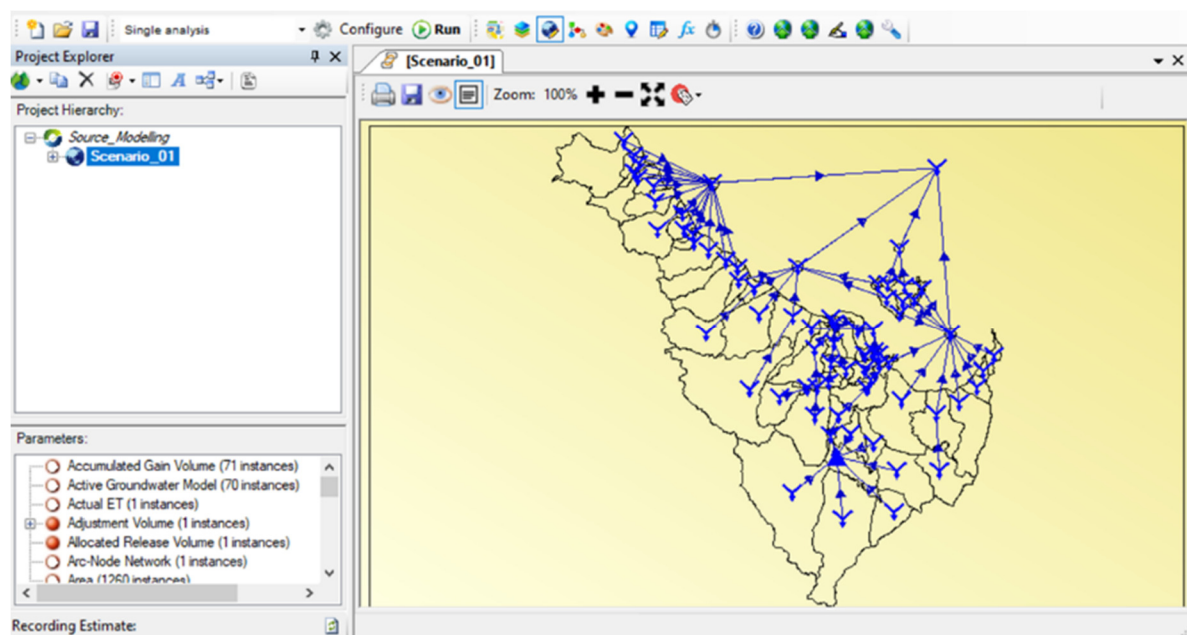 Single analysis Configure Run fx
Project Explorer
[Scenario_01]
A
Zoom: 100%
Project Hierarchy:
Source_Modelling
Scenario_01
Parameters:
Accumulated Gain Volume (71 instances)
Active Groundwater Model (70 instances)
Actual ET (1 instances)
Adjustment Volume (1 instances)
Allocated Release Volume (1 instances)
Arc-Node Network (1 instances)
Area (1260 instances)
Recording Estimate: